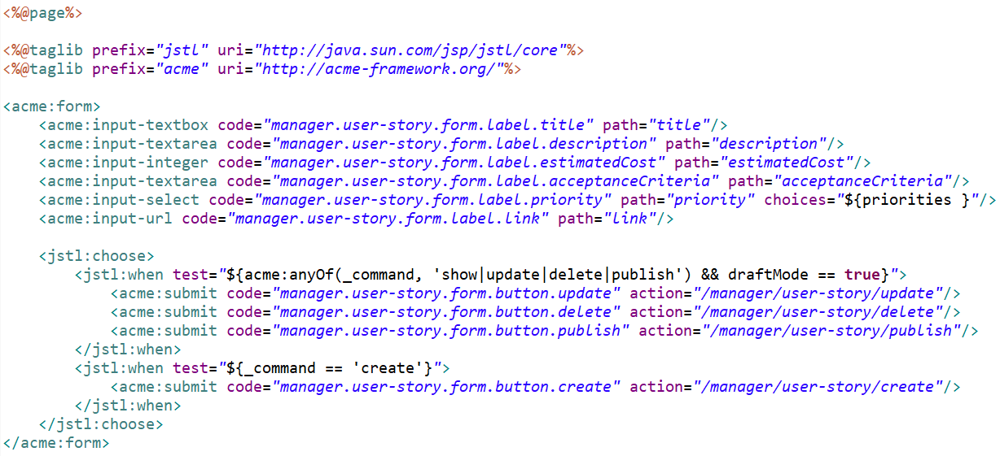 <%@page%>

<%@taglib prefix="jstl" uri="http://java.sun.com/jsp/jstl/core"%>
<%@taglib prefix="acme" uri="http://acme-framework.org/"%>

<acme:form>
    <acme:input-textbox code="manager.user-story.form.label.title" path="title"/>
    <acme:input-textarea code="manager.user-story.form.label.description" path="description"/>
    <acme:input-integer code="manager.user-story.form.label.estimatedCost" path="estimatedCost"/>
    <acme:input-textarea code="manager.user-story.form.label.acceptanceCriteria" path="acceptanceCriteria"/>
    <acme:input-select code="manager.user-story.form.label.priority" path="priority" choices="${priorities }"/>
    <acme:input-url code="manager.user-story.form.label.link" path="link"/>

    <jstl:choose>
        <jstl:when test="${acme:anyOf(_command, 'show|update|delete|publish') && draftMode == true}">
            <acme:submit code="manager.user-story.form.button.update" action="/manager/user-story/update"/>
            <acme:submit code="manager.user-story.form.button.delete" action="/manager/user-story/delete"/>
            <acme:submit code="manager.user-story.form.button.publish" action="/manager/user-story/publish"/>
        </jstl:when>
        <jstl:when test="${_command == 'create'}">
            <acme:submit code="manager.user-story.form.button.create" action="/manager/user-story/create"/>
        </jstl:when>
    </jstl:choose>
</acme:form>